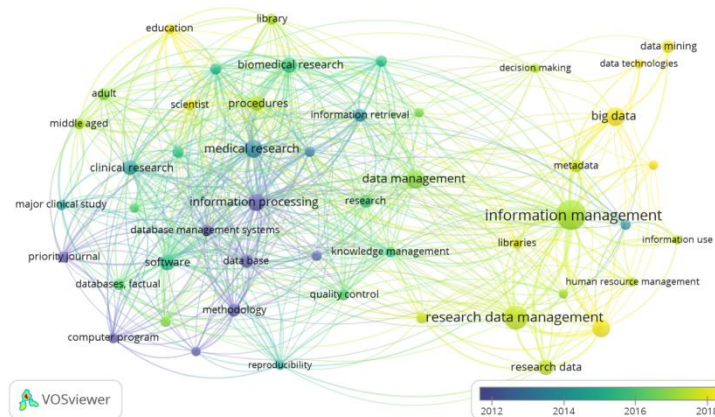 library
education
data mining
biomedical research
decision making
data technologies
adult
scientist
procedures
information retrieval
big data
middle aged
medical research
clinical research
metadata
data management
information processing
research
major clinical study
information management
database management systems
libraries
information use
priority journal
software
data base
knowledge management
databases, factual
human resource management
quality control
methodology
research data management
computer program
reproducibility
research data
VOSviewer
2012 2014 2016